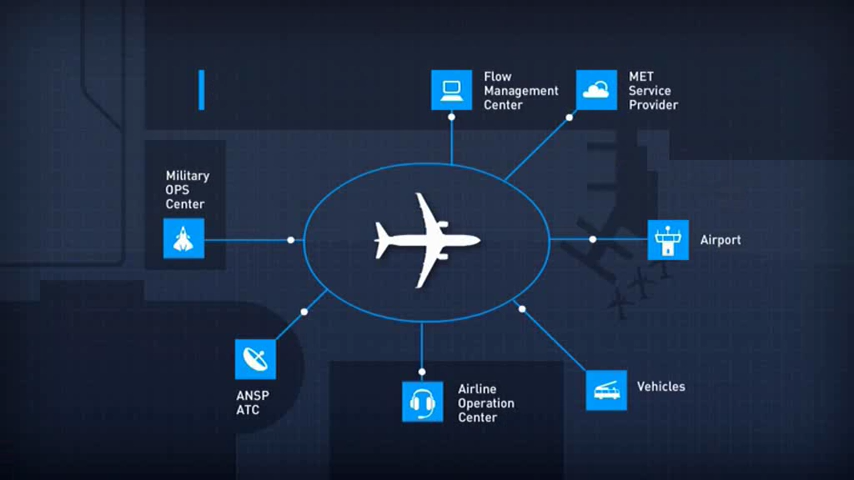 Flow
Management
Center
MET
Service
Provider
Military
OPS
Center
Airport
ANSP
ATC
Airline
Operation
Center
Vehicles